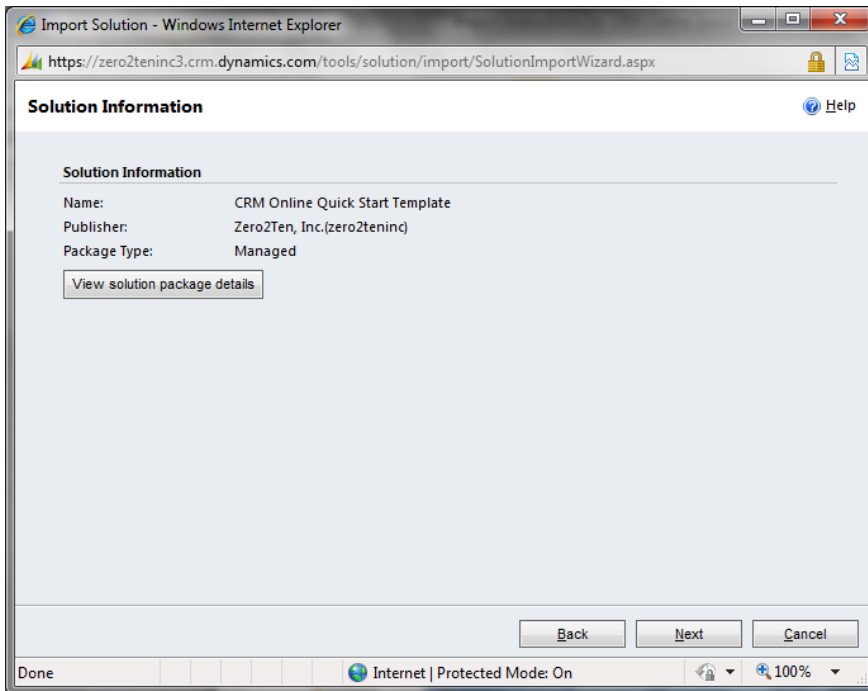 Import Solution - Windows Internet Explorer
https://zero2teninc3.crm.dynamics.com/tools/solution/import/SolutionImportWizard.aspx
Solution Information
Help
Solution Information
Name: CRM Online Quick Start Template
Publisher: Zero2Ten, Inc.(zero2teninc)
Package Type: Managed
View solution package details
Back Next Cancel
Done Internet | Protected Mode: On 100%